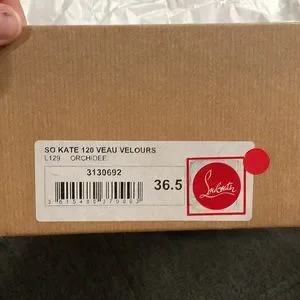 SO KATE 120 VEAU VELOURS
L129 ORCHIDEE
3130692
36.5
Louboutin